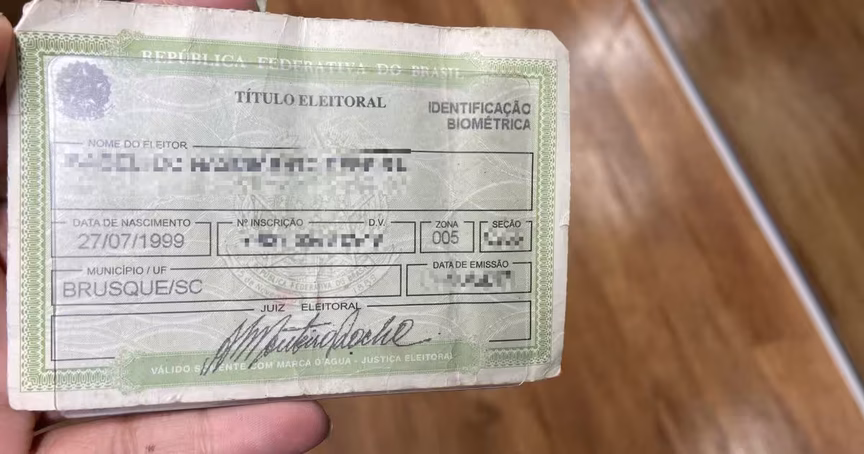 REPÚBLICA FEDERATIVA DO BRASIL
TÍTULO ELEITORAL
IDENTIFICAÇÃO
BIOMÉTRICA
NOME DO ELEITOR
DATA DE NASCIMENTO Nº INSCRIÇÃO D.V. ZONA SEÇÃO
27/07/1999 005
MUNICÍPIO / UF DATA DE EMISSÃO
BRUSQUE/SC
JUIZ ELEITORAL
VÁLIDO COM MARCA D'ÁGUA - JUSTIÇA ELEITORAL